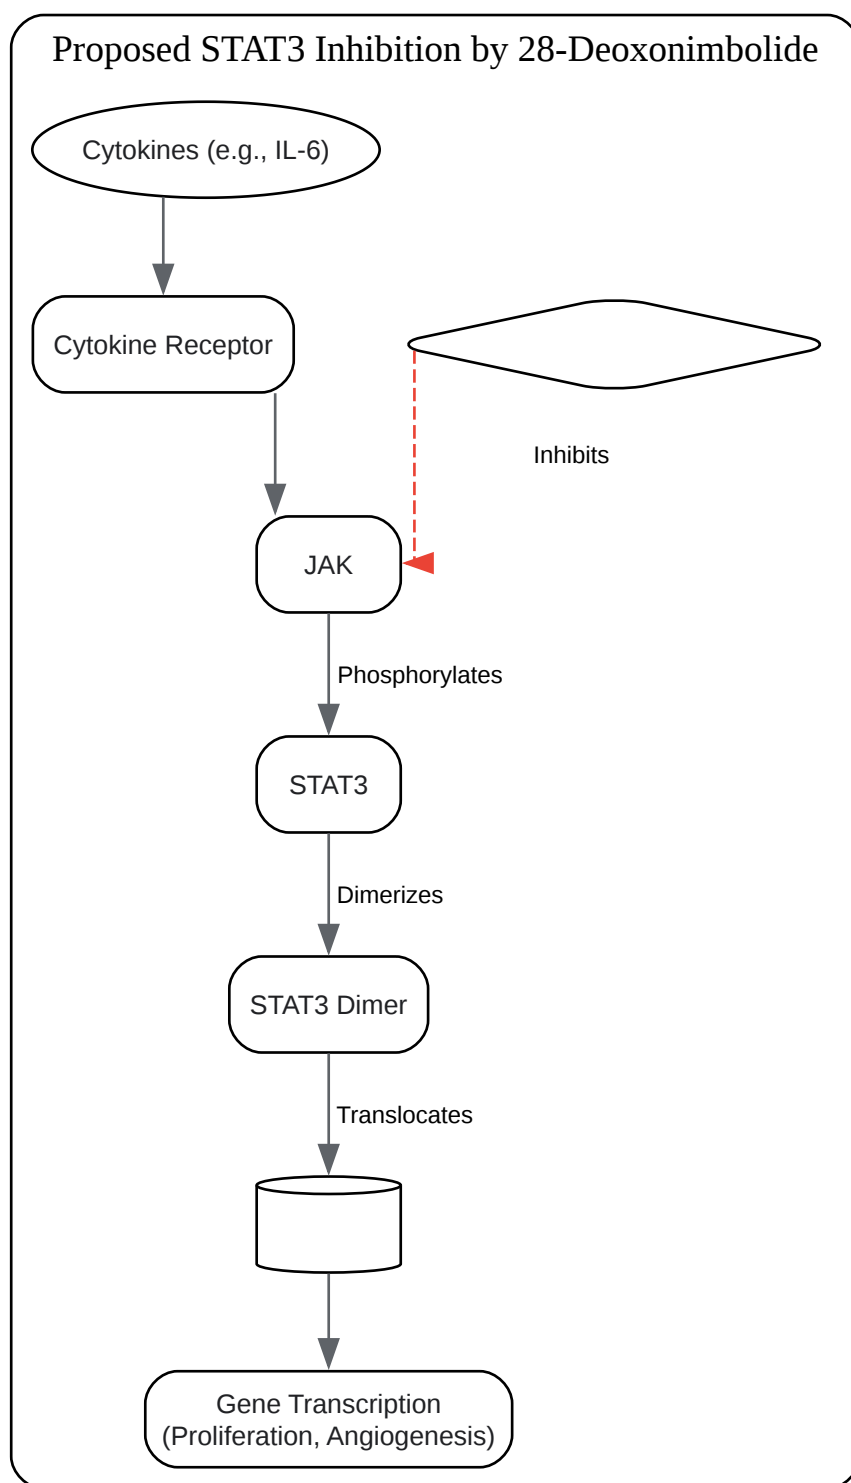 Proposed STAT3 Inhibition by 28-Deoxonimbolide
Cytokines (e.g., IL-6)
Cytokine Receptor
Inhibits
JAK
Phosphorylates
STAT3
Dimerizes
STAT3 Dimer
Translocates
Gene Transcription
(Proliferation, Angiogenesis)